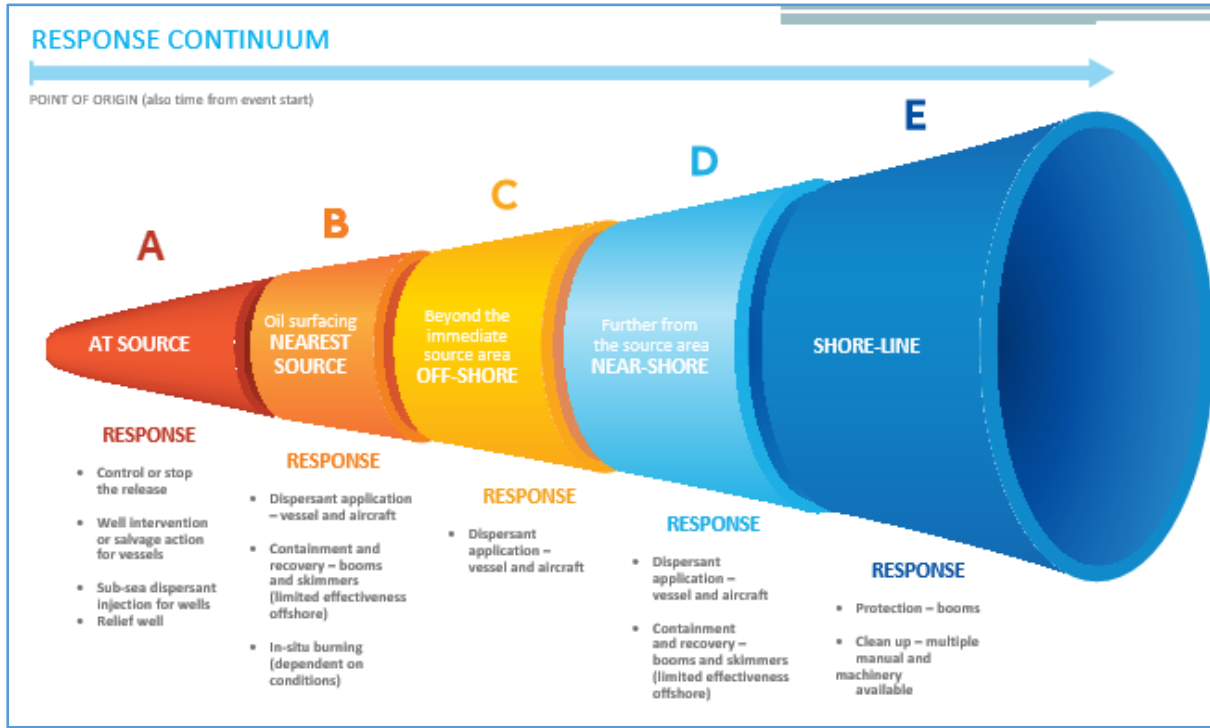 RESPONSE CONTINUUM
POINT OF ORIGIN (also time from event start)
A
AT SOURCE
RESPONSE
• Control or stop
the release
• Well intervention
or salvage action
for vessels
• Sub-sea dispersant
injection for wells
• Relief well
B
Oil surfacing
NEAREST
SOURCE
RESPONSE
• Dispersant application
– vessel and aircraft
• Containment and
recovery – booms
and skimmers
(limited effectiveness
offshore)
• In-situ burning
(dependent on
conditions)
C
Beyond the
immediate
source area
OFF-SHORE
RESPONSE
• Dispersant
application –
vessel and aircraft
D
Further from
the source area
NEAR-SHORE
RESPONSE
• Dispersant
application –
vessel and aircraft
• Containment
and recovery –
booms and skimmers
(limited effectiveness
offshore)
E
SHORE-LINE
RESPONSE
• Protection – booms
• Clean up – multiple
manual and
machinery
available